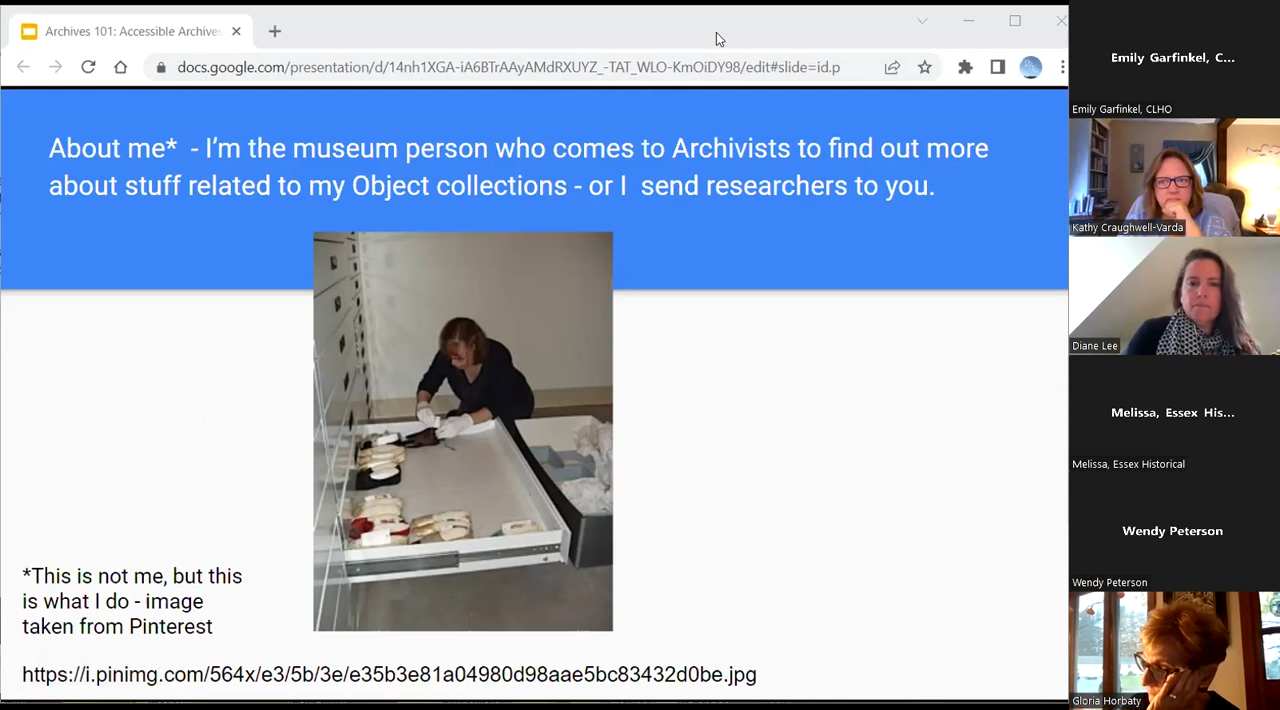 Archives 101: Accessible Archive
docs.google.com/presentation/d/14nh1XGA-iA6BTrAAyAMdRXUYZ_-TAT_WLO-KmOiDY98/edit#slide=id.p
About me* - I’m the museum person who comes to Archivists to find out more
about stuff related to my Object collections - or I send researchers to you.
*This is not me, but this
is what I do - image
taken from Pinterest
https://i.pinimg.com/564x/e3/5b/3e/e35b3e81a04980d98aae5bc83432d0be.jpg
Emily Garfinkel, C...
Emily Garfinkel, CLHO
Kathy Craughwell-Varda
Diane Lee
Melissa, Essex His...
Melissa, Essex Historical
Wendy Peterson
Wendy Peterson
Gloria Horbaty